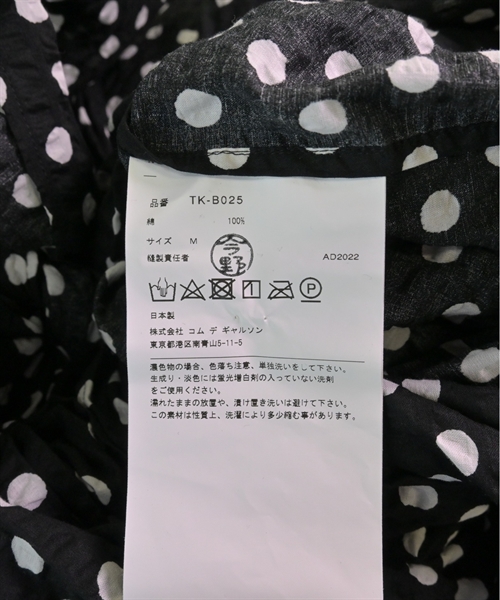 品番 TK-B025
綿 100%
サイズ M
縫製責任者 今野 AD2022
P
日本製
株式会社 コム デ ギャルソン
東京都港区南青山5-11-5
濃色物の場合、色落ち注意、単独洗いをして下さい。
生成り・淡色には蛍光増白剤の入っていない洗剤
をご使用ください。
濡れたままの放置や、漬け置き洗いは避けて下さい。
この素材は性質上、洗濯により多少縮む事があります。